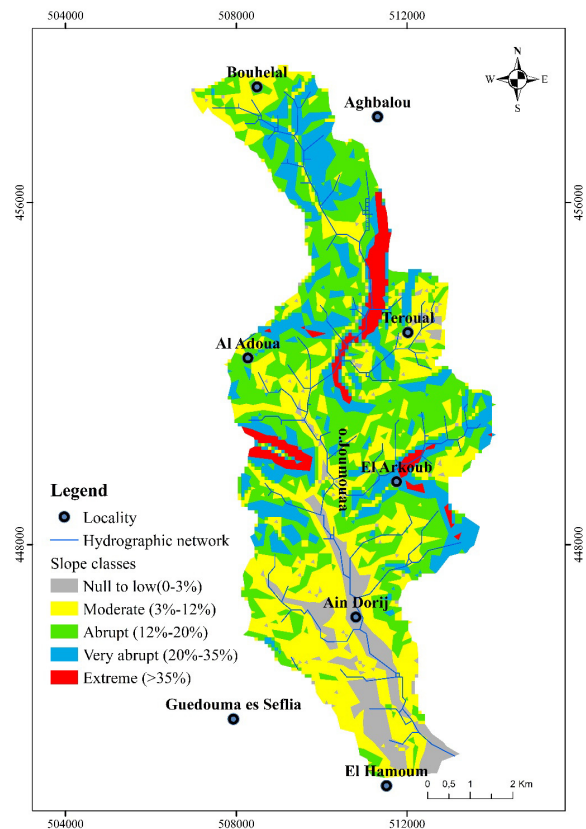 504000 508000 512000
N
W E
S
Bouhelal
Aghbalou
456000 456000
Teroual
Al Adoua
o.Joumouaa
El Arkoub
Legend
Locality
Hydrographic network
Slope classes
Null to low(0-3%)
Moderate (3%-12%)
Abrupt (12%-20%)
Very abrupt (20%-35%)
Extreme (>35%)
448000 448000
Ain Dorij
Guedouma es Seflia
El Hamoum
0 0,5 1 2 Km
504000 508000 512000